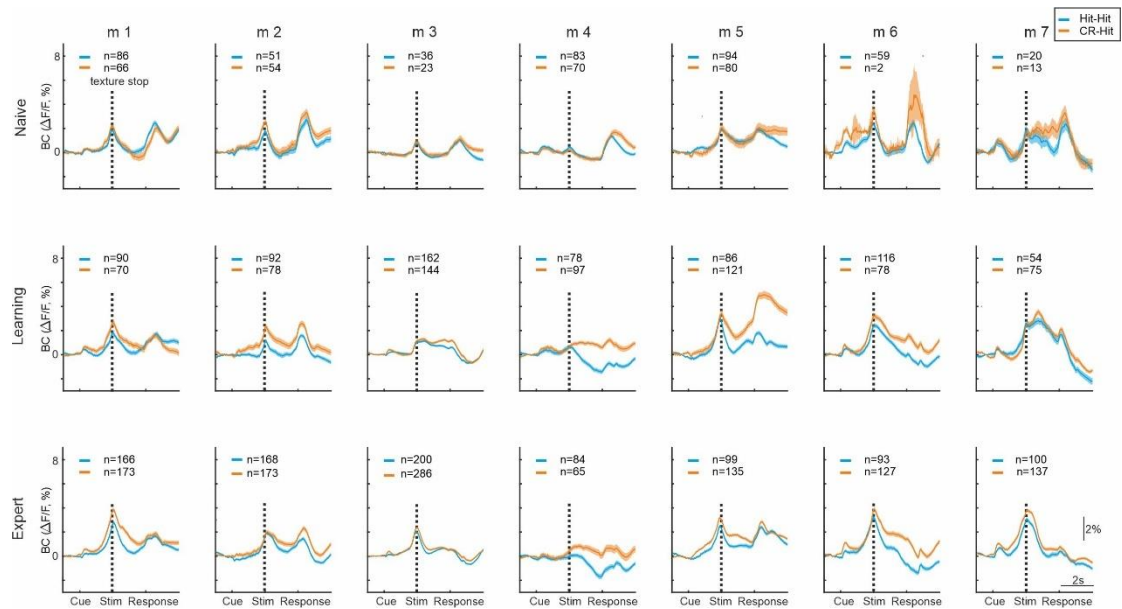 Hit-Hit
CR-Hit
m 1 m 2 m 3 m 4 m 5 m 6 m 7
Naive
BC (ΔF/F, %)
8
0
n=86 n=51 n=36 n=83 n=94 n=59 n=20
n=66 n=54 n=23 n=70 n=80 n=2 n=13
texture stop
Learning
BC (ΔF/F, %)
8
0
n=90 n=92 n=162 n=78 n=86 n=116 n=54
n=70 n=78 n=144 n=97 n=121 n=78 n=75
Expert
BC (ΔF/F, %)
8
0
n=166 n=168 n=200 n=84 n=99 n=93 n=100
n=173 n=173 n=286 n=65 n=135 n=127 n=137
2%
2s
Cue Stim Response Cue Stim Response Cue Stim Response Cue Stim Response Cue Stim Response Cue Stim Response Cue Stim Response